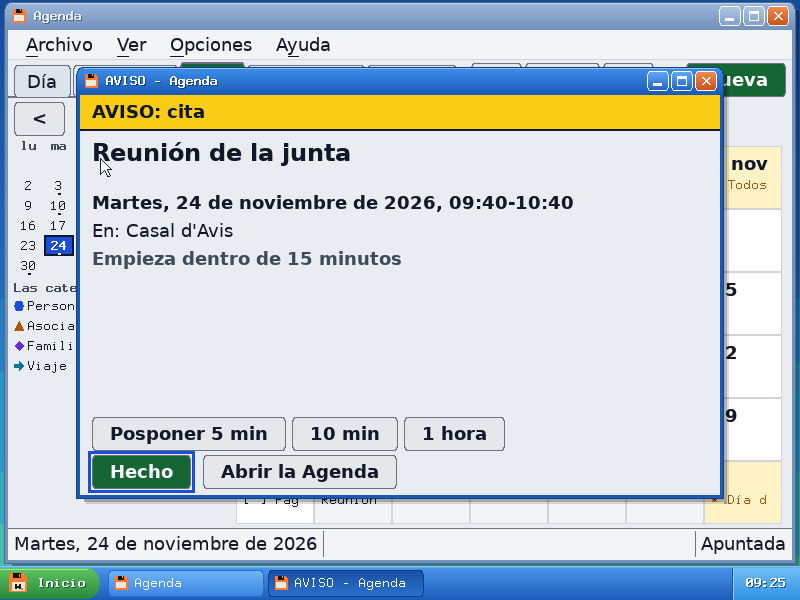 Agenda
Archivo Ver Opciones Ayuda
Día
AVISO - Agenda
ueva
AVISO: cita
<
Reunión de la junta
nov
lu ma
Todos
2 3
Martes, 24 de noviembre de 2026, 09:40-10:40
9 10
16 17
En: Casal d'Avis
23 24
Empieza dentro de 15 minutos
30
Las cate
5
Person
Asocia
Famili
2
Viaje
9
Posponer 5 min 10 min 1 hora
Hecho Abrir la Agenda
[ ] Pag Reunión * Día d
Martes, 24 de noviembre de 2026 Apuntada
Inicio Agenda AVISO - Agenda 09:25